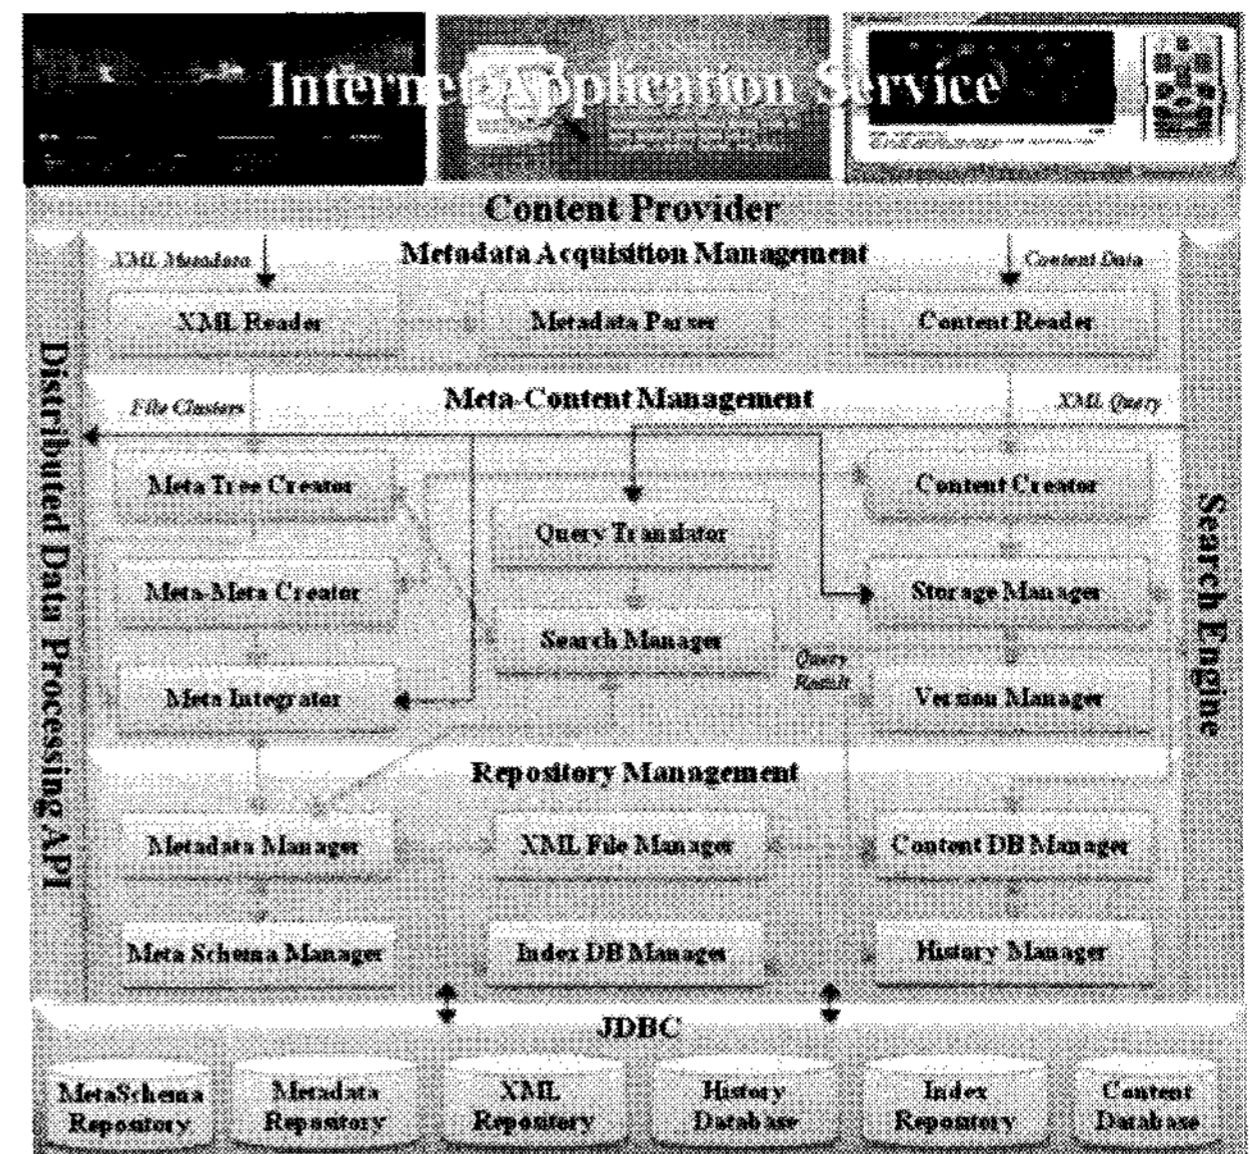 Internet Application Service
Content Provider
Metadata Acquisition Management
XML Metadata
Content Data
XML Reader
Metadata Parser
Content Reader
Meta-Content Management
File Clusters
XML Query
Meta Tree Creator
Content Creator
Query Translator
Meta-Meta Creator
Storage Manager
Search Manager
Query
Result
Meta Integrator
Version Manager
Repository Management
Metadata Manager
XML File Manager
Content DB Manager
Meta Schema Manager
Index DB Manager
History Manager
Distributed Data Processing API
Search Engine
JDBC
MetaSchema
Repository
Metadata
Repository
XML
Repository
History
Database
Index
Repository
Content
Database